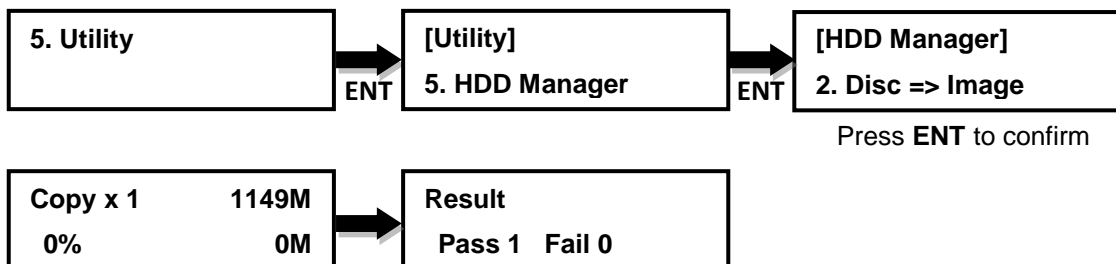 5. Utility
[Utility]
5. HDD Manager
[HDD Manager]
2. Disc => Image
ENT
ENT
Press ENT to confirm
Copy x 1 1149M
0% 0M
Result
Pass 1 Fail 0